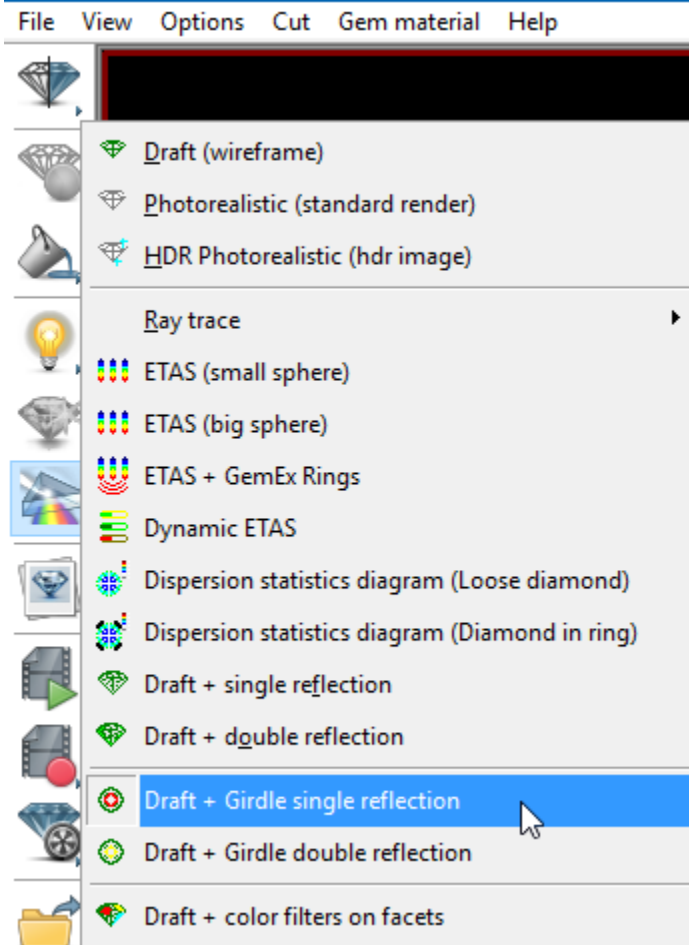 File View Options Cut Gem material Help
Draft (wireframe)
Photorealistic (standard render)
HDR Photorealistic (hdr image)
Ray trace
ETAS (small sphere)
ETAS (big sphere)
ETAS + GemEx Rings
Dynamic ETAS
Dispersion statistics diagram (Loose diamond)
Dispersion statistics diagram (Diamond in ring)
Draft + single reflection
Draft + double reflection
Draft + Girdle single reflection
Draft + Girdle double reflection
Draft + color filters on facets